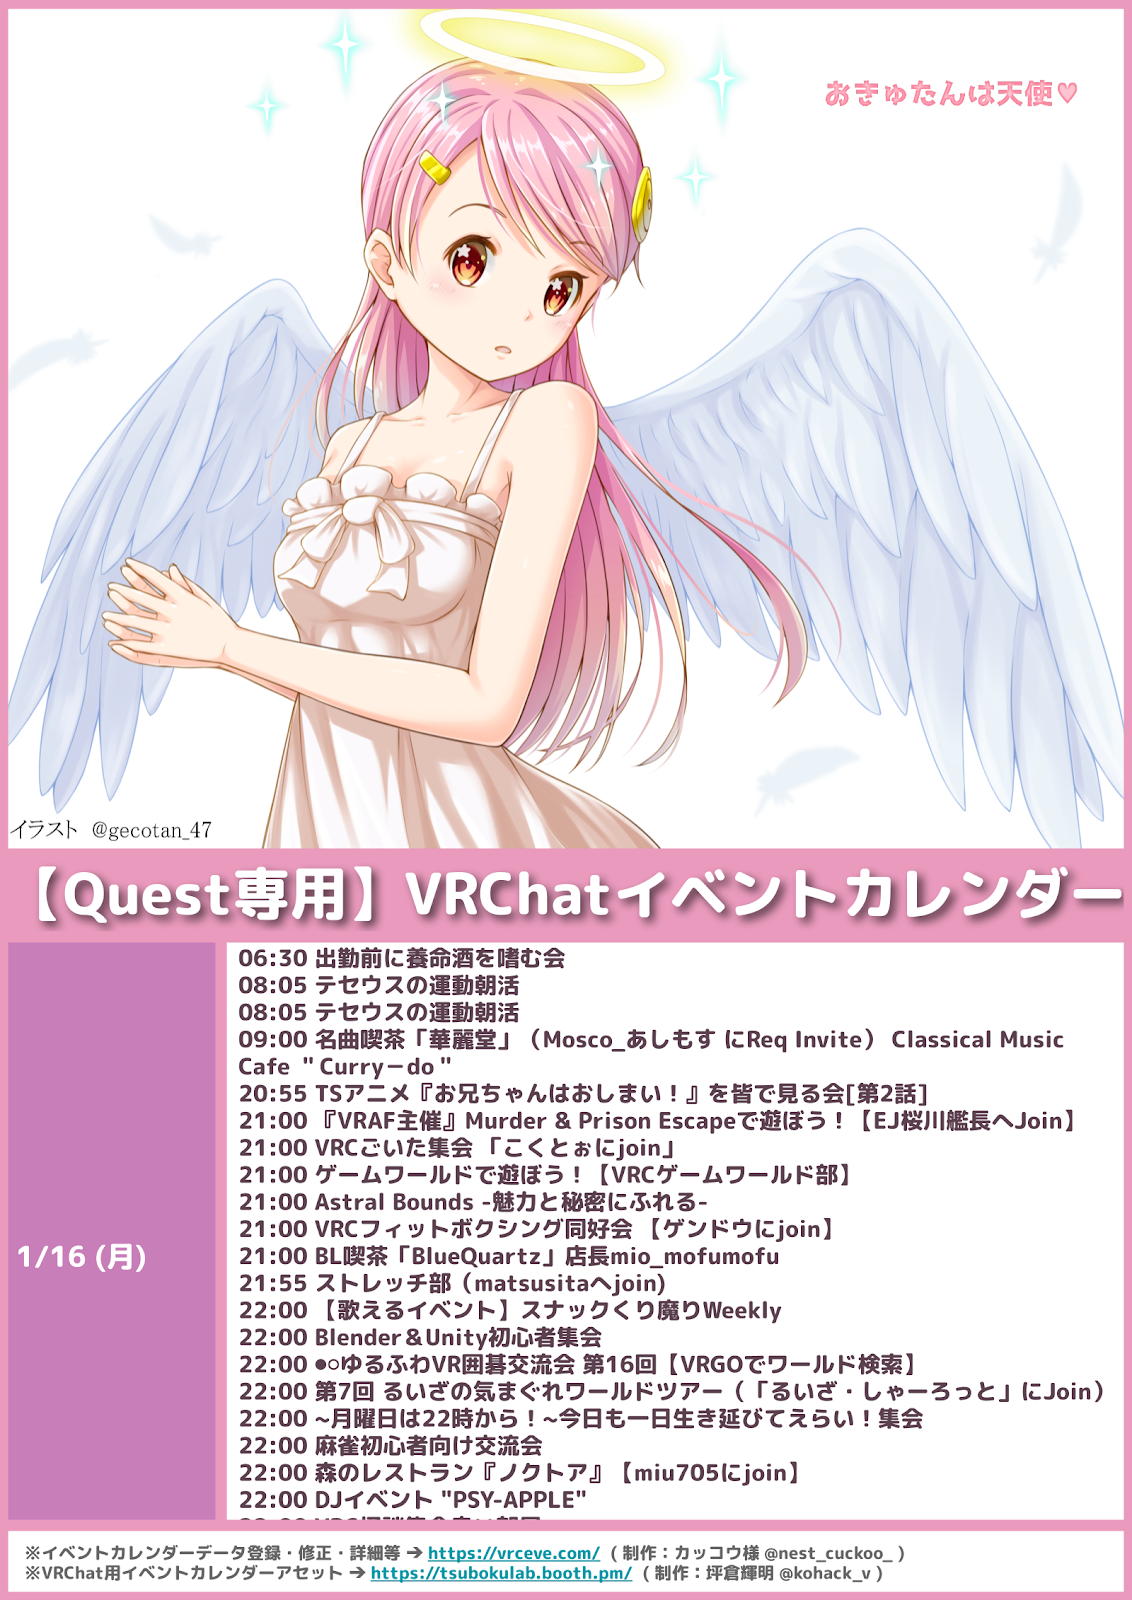 おきゅたんは天使♥
イラスト @gecotan_47
【Quest専用】VRChatイベントカレンダー
1/16 (月)
06:30 出勤前に養命酒を嗜む会
08:05 テセウスの運動朝活
08:05 テセウスの運動朝活
09:00 名曲喫茶「華麗堂」（Mosco_あしもす にReq Invite） Classical Music
Cafe ＂Curryーdo＂
20:55 TSアニメ『お兄ちゃんはおしまい！』を皆で見る会[第2話]
21:00 『VRAF主催』Murder & Prison Escapeで遊ぼう！【EJ桜川艦長へJoin】
21:00 VRCごいた集会 「こくとぉにjoin」
21:00 ゲームワールドで遊ぼう！【VRCゲームワールド部】
21:00 Astral Bounds -魅力と秘密にふれる-
21:00 VRCフィットボクシング同好会 【ゲンドウにjoin】
21:00 BL喫茶「BlueQuartz」店長mio_mofumofu
21:55 ストレッチ部（matsusitaへjoin)
22:00 【歌えるイベント】スナックくり魔りWeekly
22:00 Blender＆Unity初心者集会
22:00 ●○ゆるふわVR囲碁交流会 第16回【VRGOでワールド検索】
22:00 第7回 るいざの気まぐれワールドツアー（「るいざ・しゃーろっと」にJoin）
22:00 ~月曜日は22時から！~今日も一日生き延びてえらい！集会
22:00 麻雀初心者向け交流会
22:00 森のレストラン『ノクトア』【miu705にjoin】
22:00 DJイベント "PSY-APPLE"
※イベントカレンダーデータ登録・修正・詳細等 ➔ https://vrceve.com/ （制作：カッコウ様 @nest_cuckoo_ ）
※VRChat用イベントカレンダーアセット ➔ https://tsubokulab.booth.pm/ （制作：坪倉輝明 @kohack_v ）